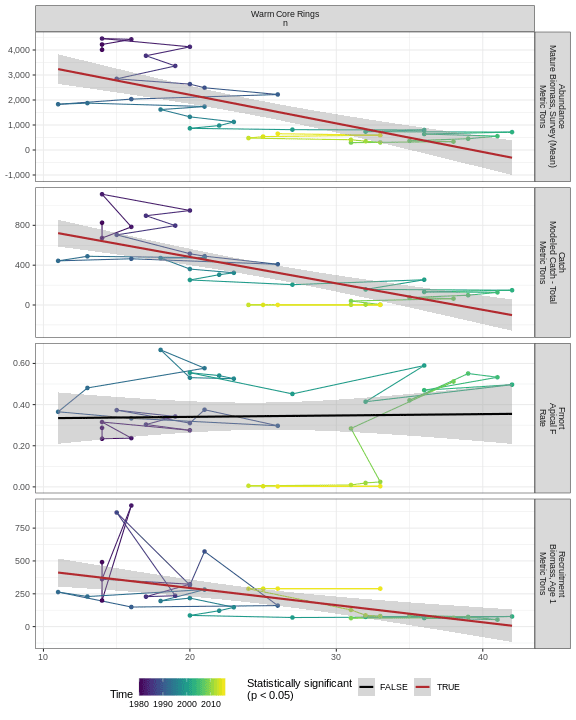 Warm Core Rings
n
4,000
3,000
2,000
1,000
0
-1,000
Abundance
Mature Biomass, Survey (Mean)
Metric Tons
800
400
0
Catch
Modeled Catch - Total
Metric Tons
0.60
0.40
0.20
0.00
Fmort
Apical F
Rate
750
500
250
0
Recruitment
Biomass, Age 1
Metric Tons
10 20 30 40
Time
1980 1990 2000 2010
Statistically significant
(p < 0.05)
FALSE TRUE